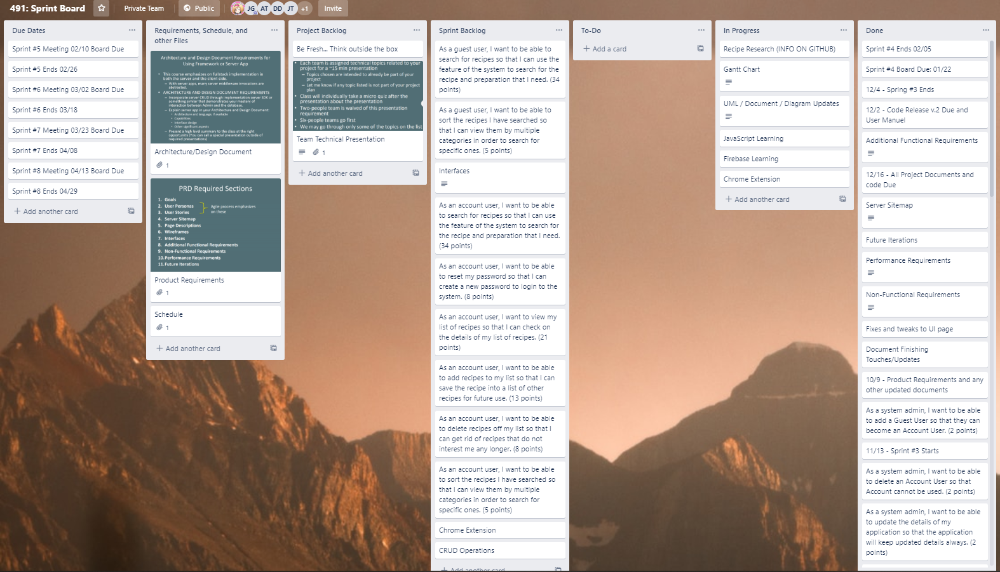 491: Sprint Board
Private Team
Public
JG
AT
DD
JT
+1
Invite
Due Dates
Sprint #5 Meeting 02/10 Board Due
Sprint #5 Ends 02/26
Sprint #6 Meeting 03/02 Board Due
Sprint #6 Ends 03/18
Sprint #7 Meeting 03/23 Board Due
Sprint #7 Ends 04/08
Sprint #8 Meeting 04/13 Board Due
Sprint #8 Ends 04/29
+ Add another card
Requirements, Schedule, and
other Files
Architecture and Design Document Requirements for
Using Framework or Server App
• This course emphasizes on fullstack implementation in
both the server and the client side.
– With server apps, many server middleware invocations are
abstracted.
• ARCHITECTURE AND DESIGN DOCUMENT REQUIREMENTS
– Incorporate server CRUD through implementation server SDK or
something similar that demonstrates your mastery of
interaction between Admin and the database.
– Explain server app in your Architecture and Design Document:
• Architecture and language, if available
• Capabilities
• Interface design
• Other significant aspects
– Present a high level summary to the class at the right
opportunity (You can call a special presentation outside of
required presentations)
Architecture/Design Document
1
PRD Required Sections
1. Goals
2. User Personas
3. User Stories
Agile process emphasizes
on these
4. Server Sitemap
5. Page Descriptions
6. Wireframes
7. Interfaces
8. Additional Functional Requirements
9. Non-Functional Requirements
10. Performance Requirements
11. Future Iterations
Product Requirements
1
Schedule
1
+ Add another card
Project Backlog
Be Fresh... Think outside the box
• Each team is assigned technical topics related to your
project for a ~15 min presentation
– Topics chosen are intended to already be part of your
project
– Let me know if any topic listed is not part of your project
plan
• Class will individually take a micro quiz after the
presentation about the presentation
• Two-people team is waived of this presentation
requirement
• Six-people teams go first
• We may go through only some of the topics on the list
Team Technical Presentation
1
+ Add another card
Sprint Backlog
As a guest user, I want to be able to
search for recipes so that I can use the
feature of the system to search for the
recipe and preparation that I need. (34
points)
As a guest user, I want to be able to
sort the recipes I have searched so
that I can view them by multiple
categories in order to search for
specific ones. (5 points)
Interfaces
As an account user, I want to be able
to search for recipes so that I can use
the feature of the system to search for
the recipe and preparation that I need.
(34 points)
As an account user, I want to be able
to reset my password so that I can
create a new password to login to the
system. (8 points)
As an account user, I want to view my
list of recipes so that I can check on
the details of my list of recipes. (21
points)
As an account user, I want to be able
to add recipes to my list so that I can
save the recipe into a list of other
recipes for future use. (13 points)
As an account user, I want to be able
to delete recipes off my list so that I
can get rid of recipes that do not
interest me any longer. (8 points)
As an account user, I want to be able
to sort the recipes I have searched so
that I can view them by multiple
categories in order to search for
specific ones. (5 points)
Chrome Extension
CRUD Operations
+ Add another card
To-Do
+ Add a card
In Progress
Recipe Research (INFO ON GITHUB)
Gantt Chart
UML / Document / Diagram Updates
JavaScript Learning
Firebase Learning
Chrome Extension
+ Add another card
Done
Sprint #4 Ends 02/05
Sprint #4 Board Due: 01/22
12/4 - Spring #3 Ends
12/2 - Code Release v.2 Due and
User Manuel
Additional Functional Requirements
12/16 - All Project Documents and
code Due
Server Sitemap
Future Iterations
Performance Requirements
Non-Functional Requirements
Fixes and tweaks to UI page
Document Finishing
Touches/Updates
10/9 - Product Requirements and any
other updated documents
As a system admin, I want to be able
to add a Guest User so that they can
become an Account User. (2 points)
11/13 - Sprint #3 Starts
As a system admin, I want to be able
to delete an Account User so that
Account cannot be used. (2 points)
As a system admin, I want to be able
to update the details of my
application so that the application
will keep updated details always. (2
points)